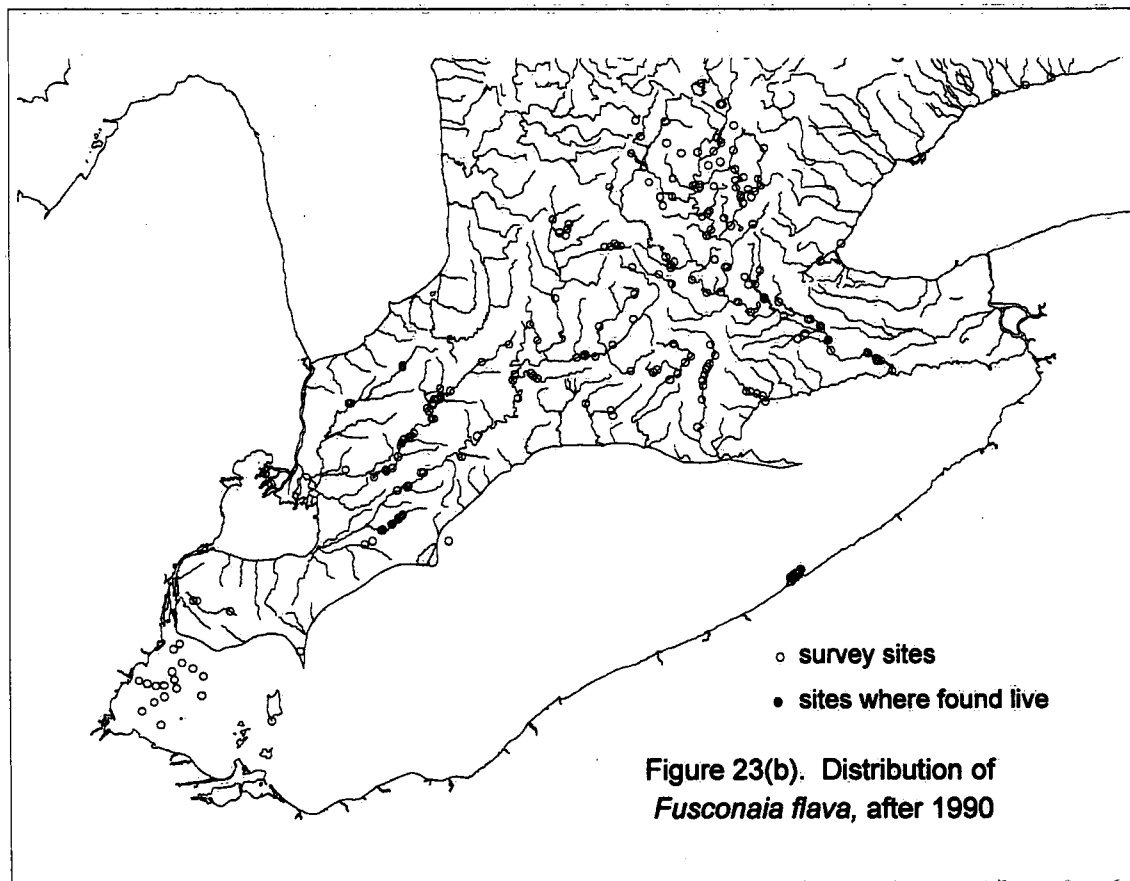 ○ survey sites
● sites where found live
Figure 23(b). Distribution of
Fusconaia flava, after 1990